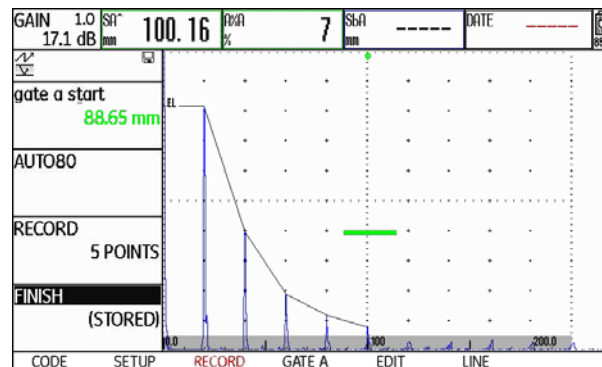 GAIN 1.0
17.1 dB
SA^
mm
100.16
A%A
%
7
SbA
mm
-----
DATE
-----
gate a start
88.65 mm
AUTO80
RECORD
5 POINTS
FINISH
(STORED)
EL
0.0
100
200.0
CODE SETUP RECORD GATE A EDIT LINE